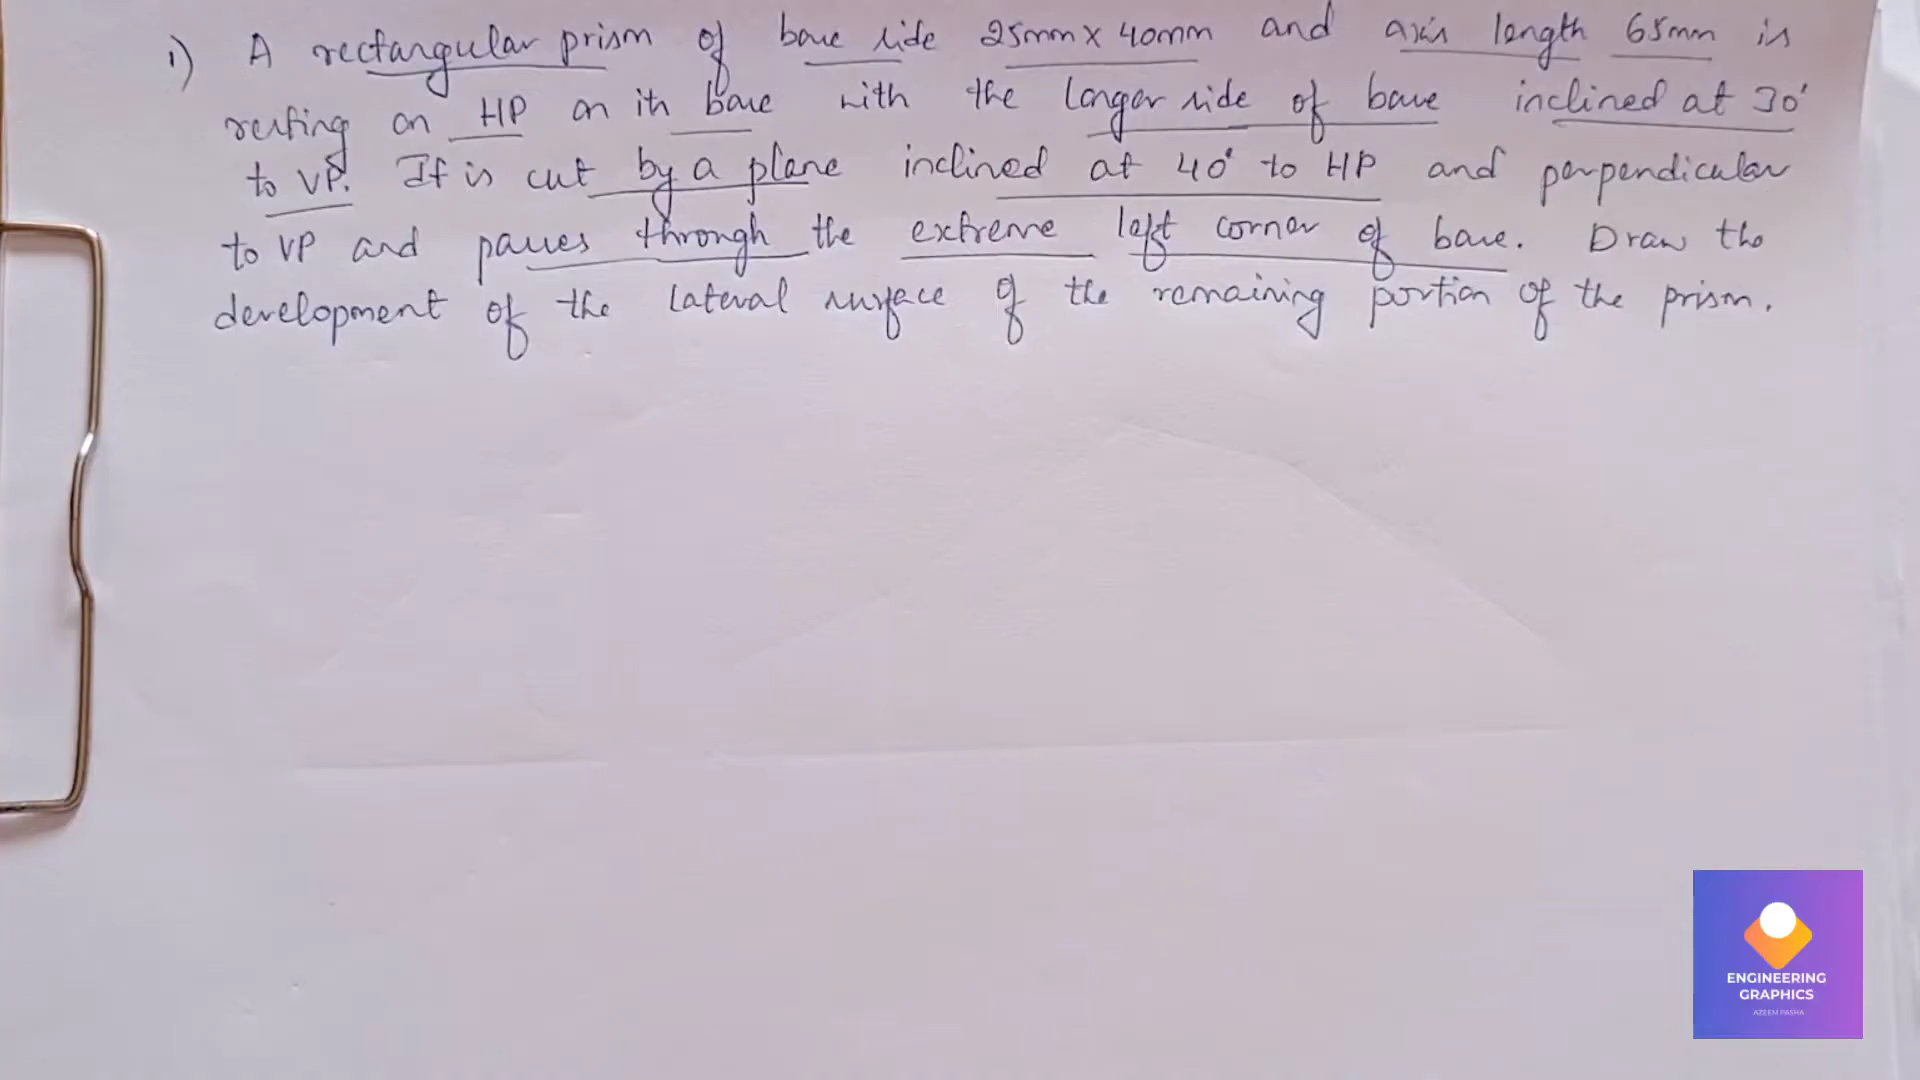 1) A rectangular prism of base side 25mm x 40mm and axis length 65mm is
resting on HP on its base with the longer side of base inclined at 30°
to VP. It is cut by a plane inclined at 40° to HP and perpendicular
to VP and passes through the extreme left corner of base. Draw the
development of the lateral surface of the remaining portion of the prism.
ENGINEERING
GRAPHICS
AZEEM PASHA